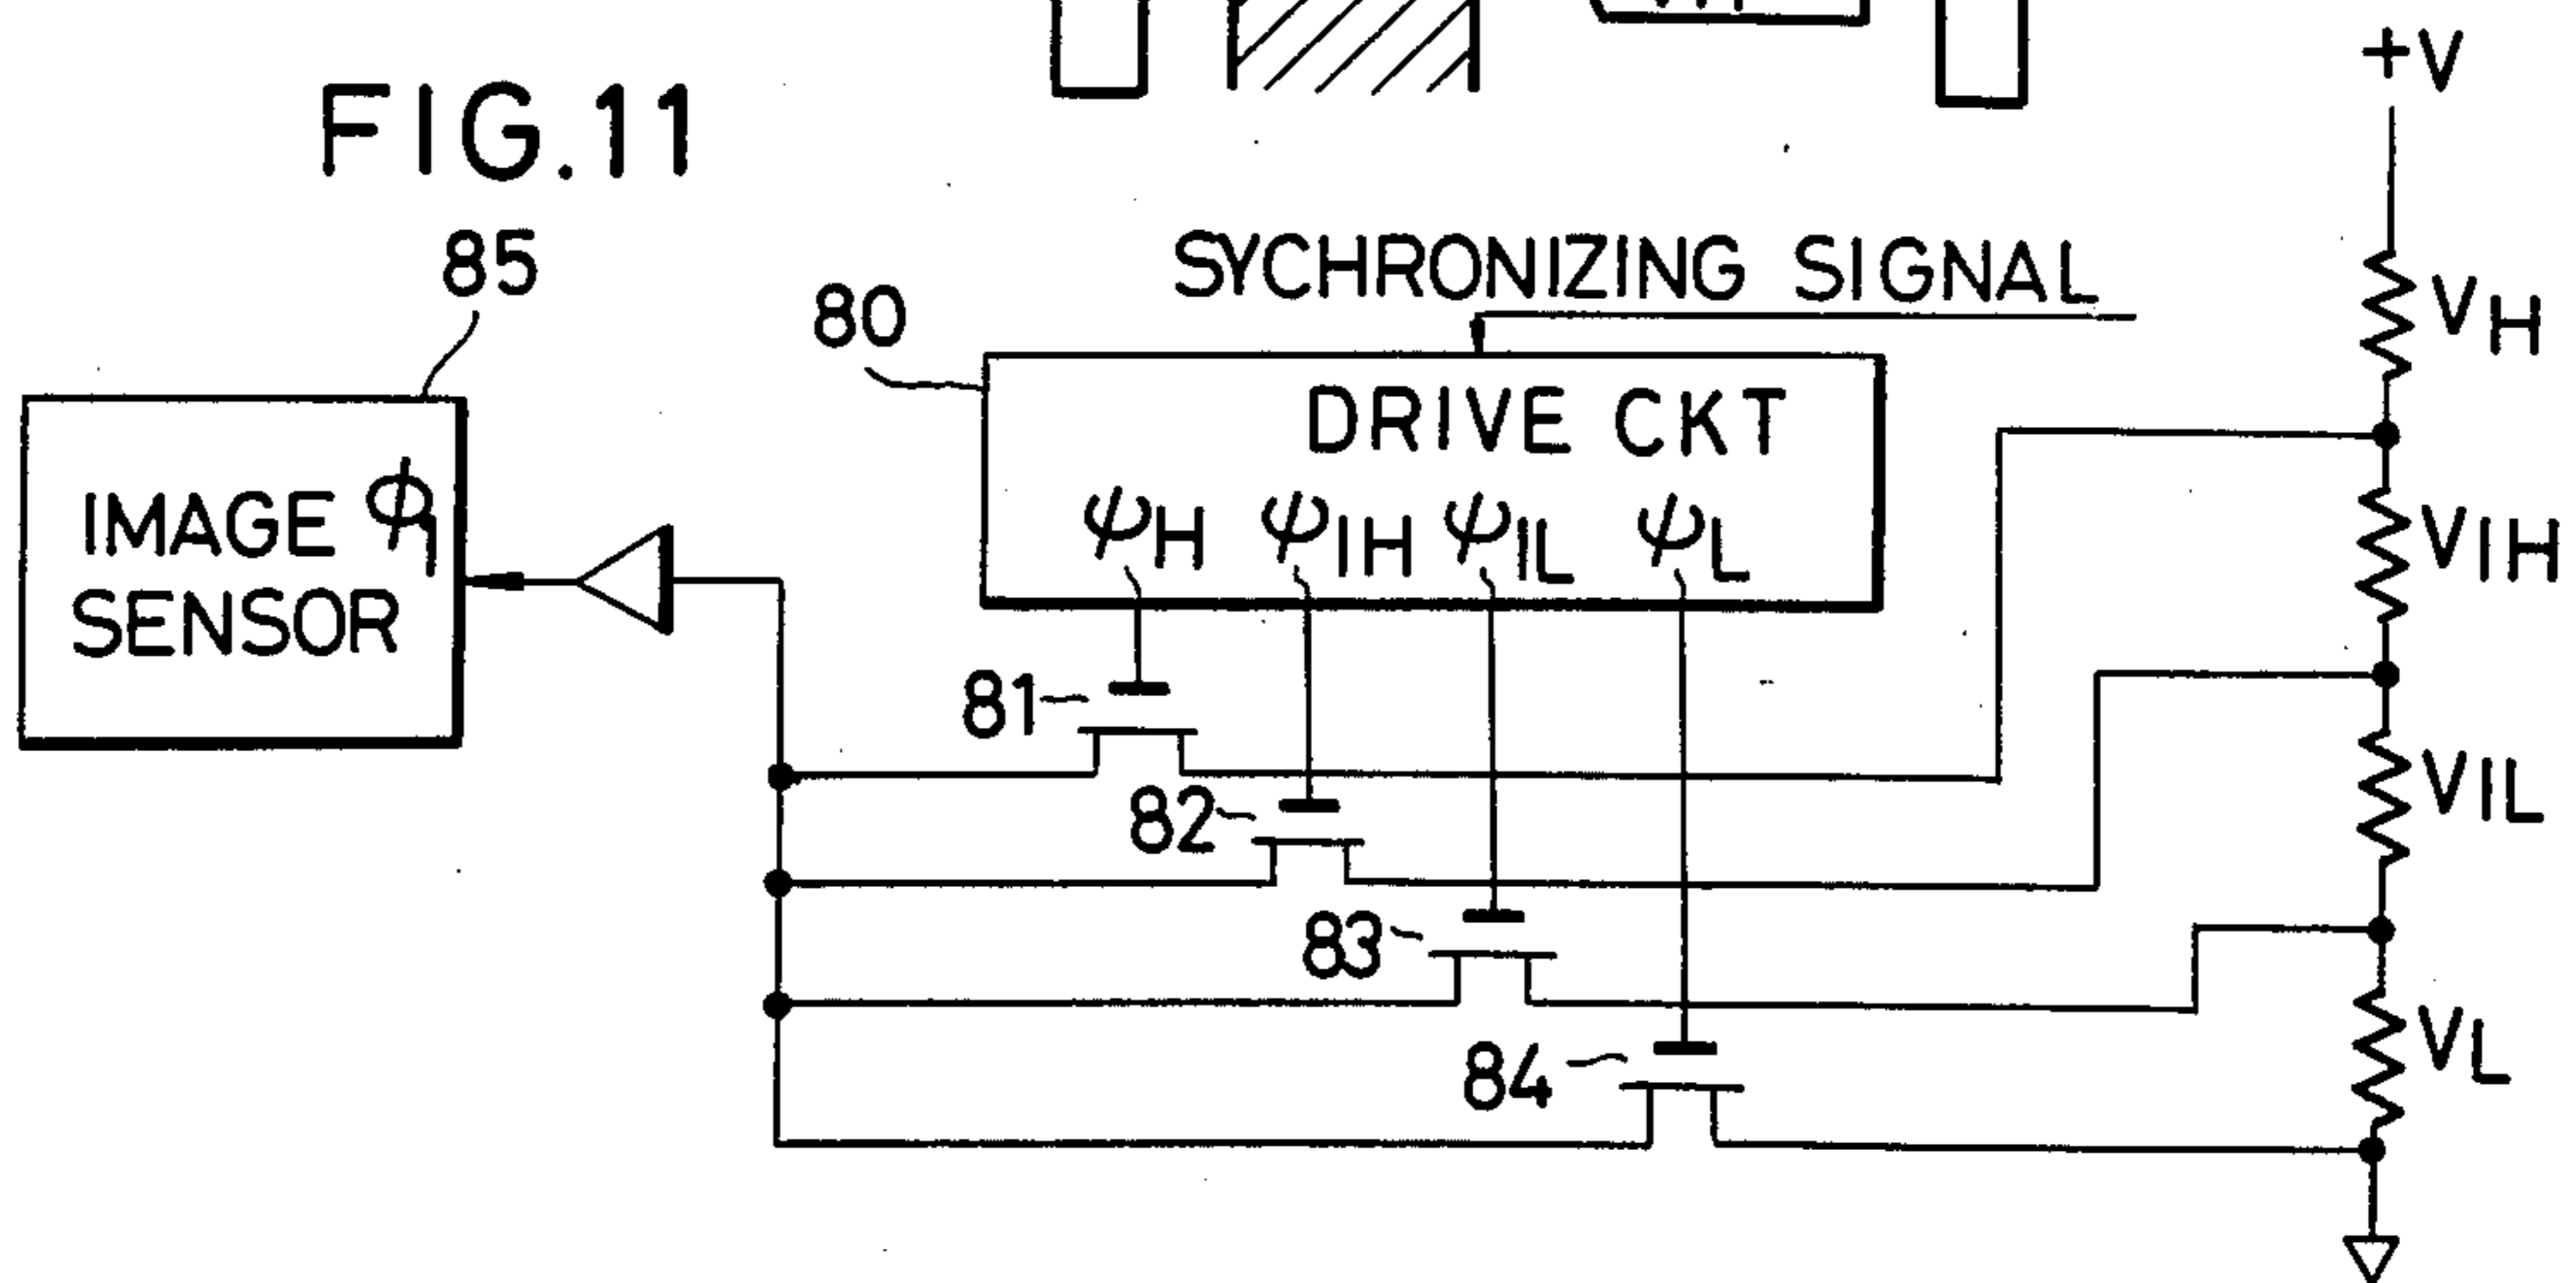 FIG.11
+V
85
80
SYCHRONIZING SIGNAL
VH
DRIVE CKT
IMAGE ϕ1
SENSOR
ψH ψIH ψIL ψL
VIH
81
82
VIL
83
84
VL